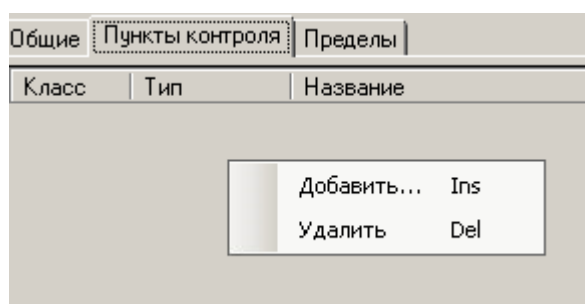 Общие Пункты контроля Пределы
Класс Тип Название
Добавить... Ins
Удалить Del